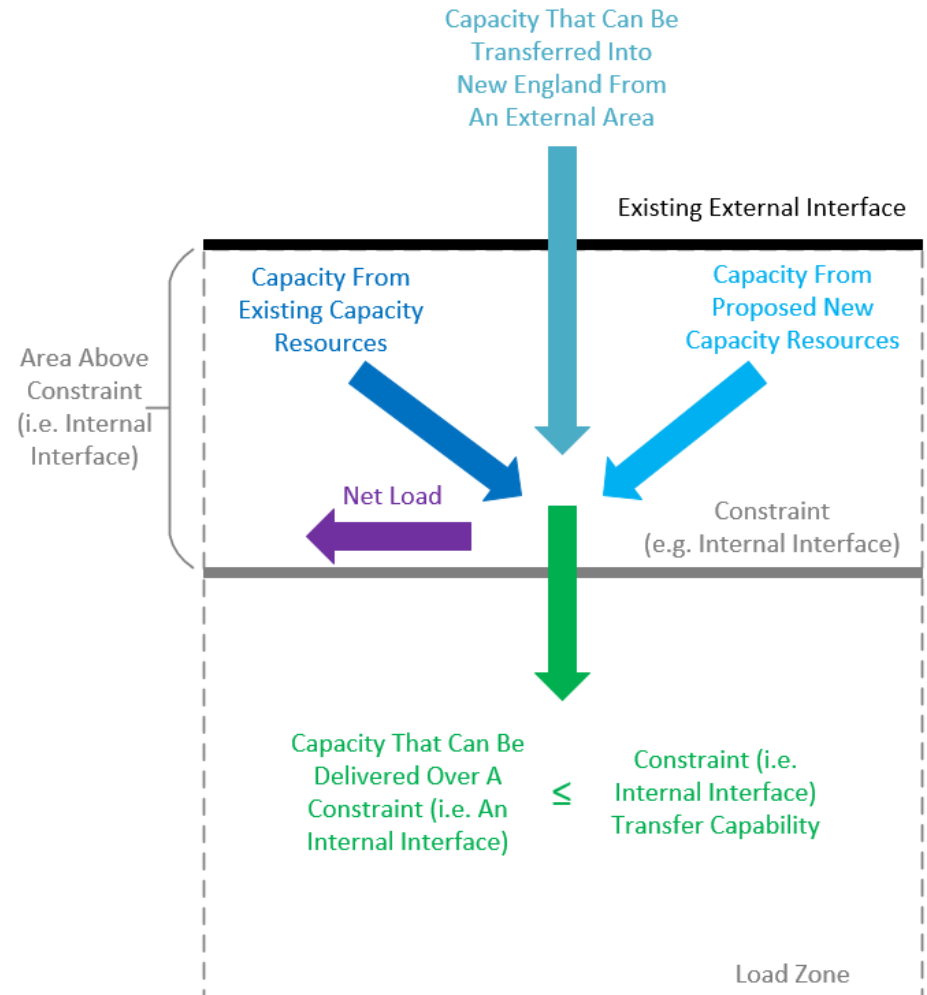 Capacity That Can Be
Transferred Into
New England From
An External Area
Existing External Interface
Capacity From
Existing Capacity
Resources
Capacity From
Proposed New
Capacity Resources
Area Above
Constraint
(i.e. Internal
Interface)
Net Load
Constraint
(e.g. Internal Interface)
Capacity That Can Be
Delivered Over A
Constraint (i.e. An
Internal Interface)
≤
Constraint (i.e.
Internal Interface)
Transfer Capability
Load Zone